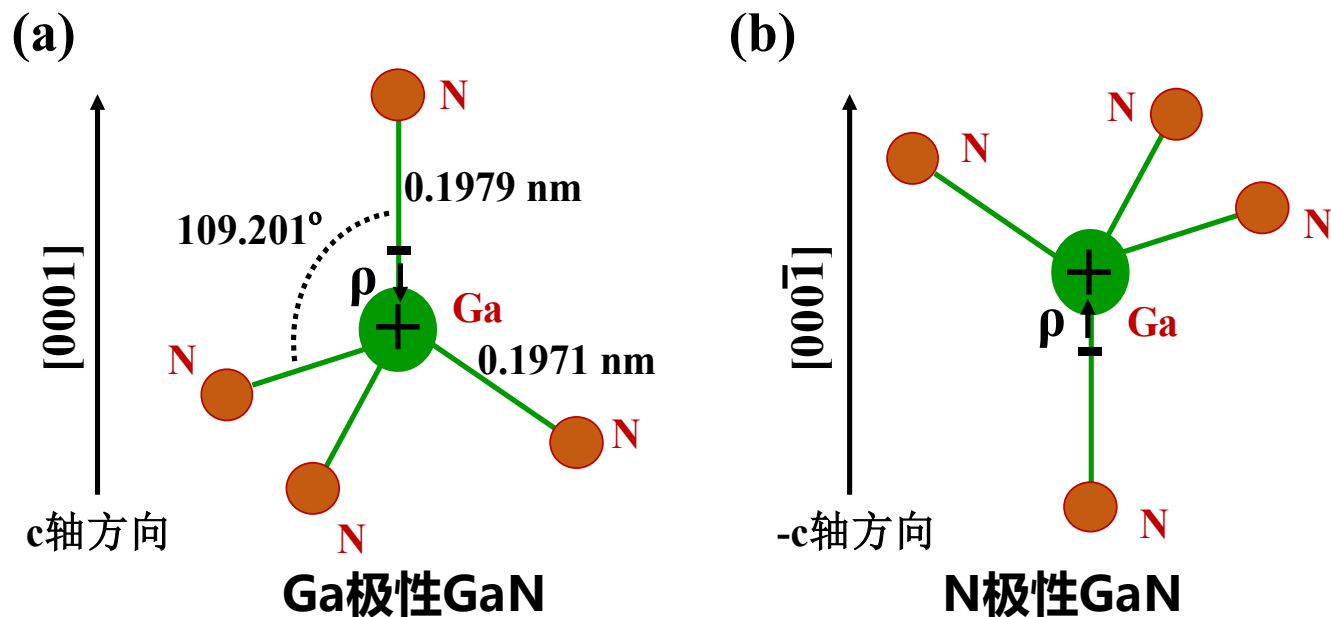 (a)
N
0.1979 nm
109.201°
[0001]
−
ρ
+
Ga
0.1971 nm
N
N
N
c轴方向
Ga极性GaN
(b)
N
N
N
[0001̄]
+
ρ
−
Ga
N
-c轴方向
N极性GaN